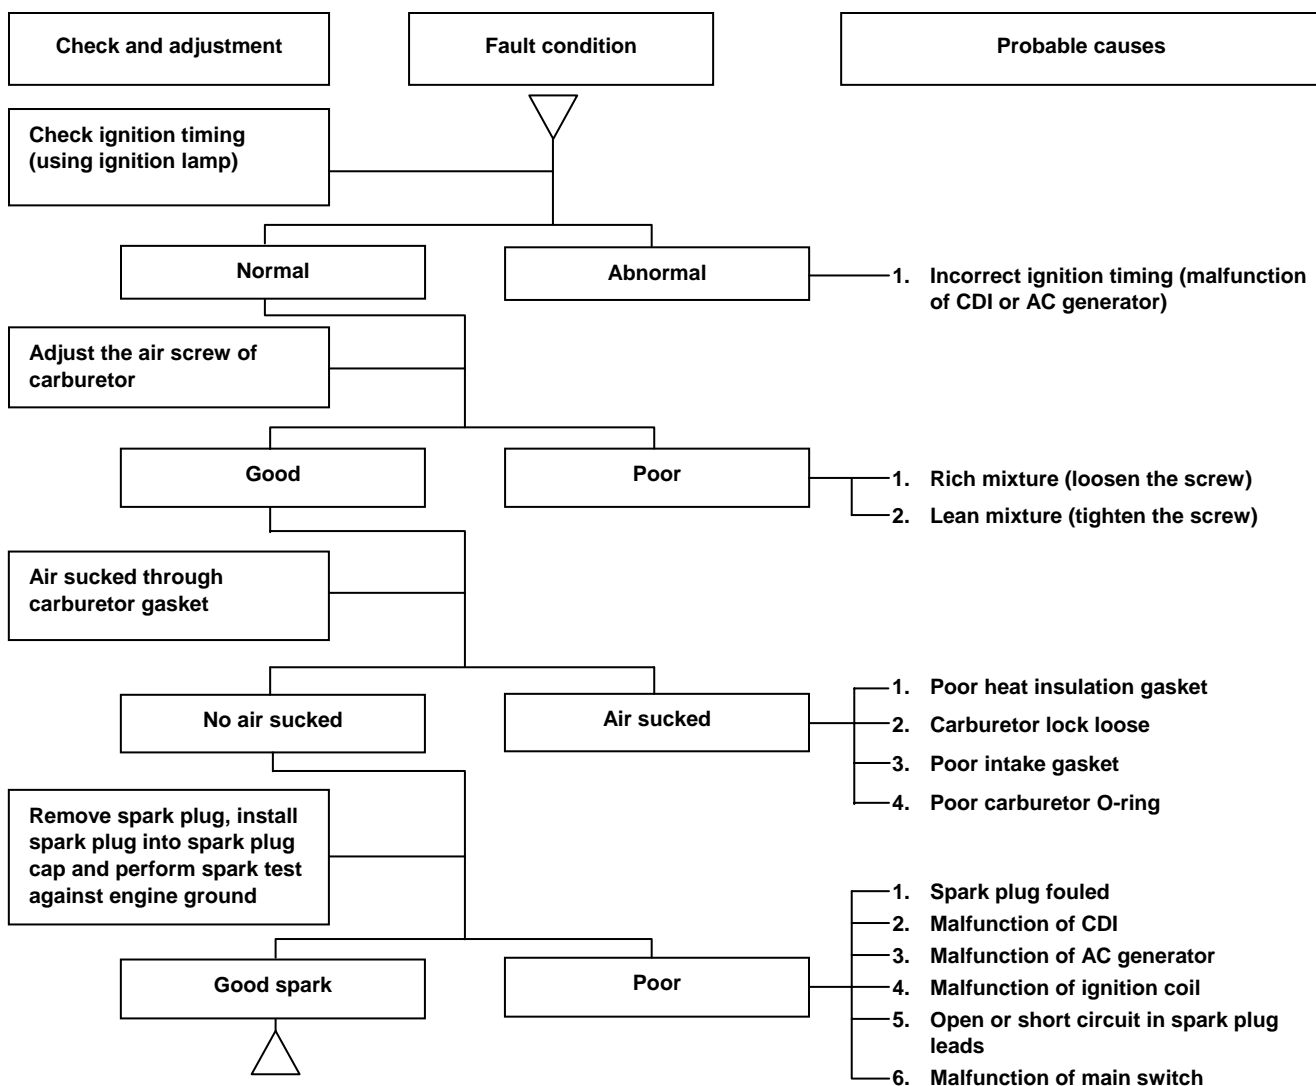 Check and adjustment
Fault condition
Probable causes
Check ignition timing
(using ignition lamp)
Normal
Abnormal
1. Incorrect ignition timing (malfunction
of CDI or AC generator)
Adjust the air screw of
carburetor
Good
Poor
1. Rich mixture (loosen the screw)
2. Lean mixture (tighten the screw)
Air sucked through
carburetor gasket
No air sucked
Air sucked
1. Poor heat insulation gasket
2. Carburetor lock loose
3. Poor intake gasket
4. Poor carburetor O-ring
Remove spark plug, install
spark plug into spark plug
cap and perform spark test
against engine ground
Good spark
Poor
1. Spark plug fouled
2. Malfunction of CDI
3. Malfunction of AC generator
4. Malfunction of ignition coil
5. Open or short circuit in spark plug
leads
6. Malfunction of main switch